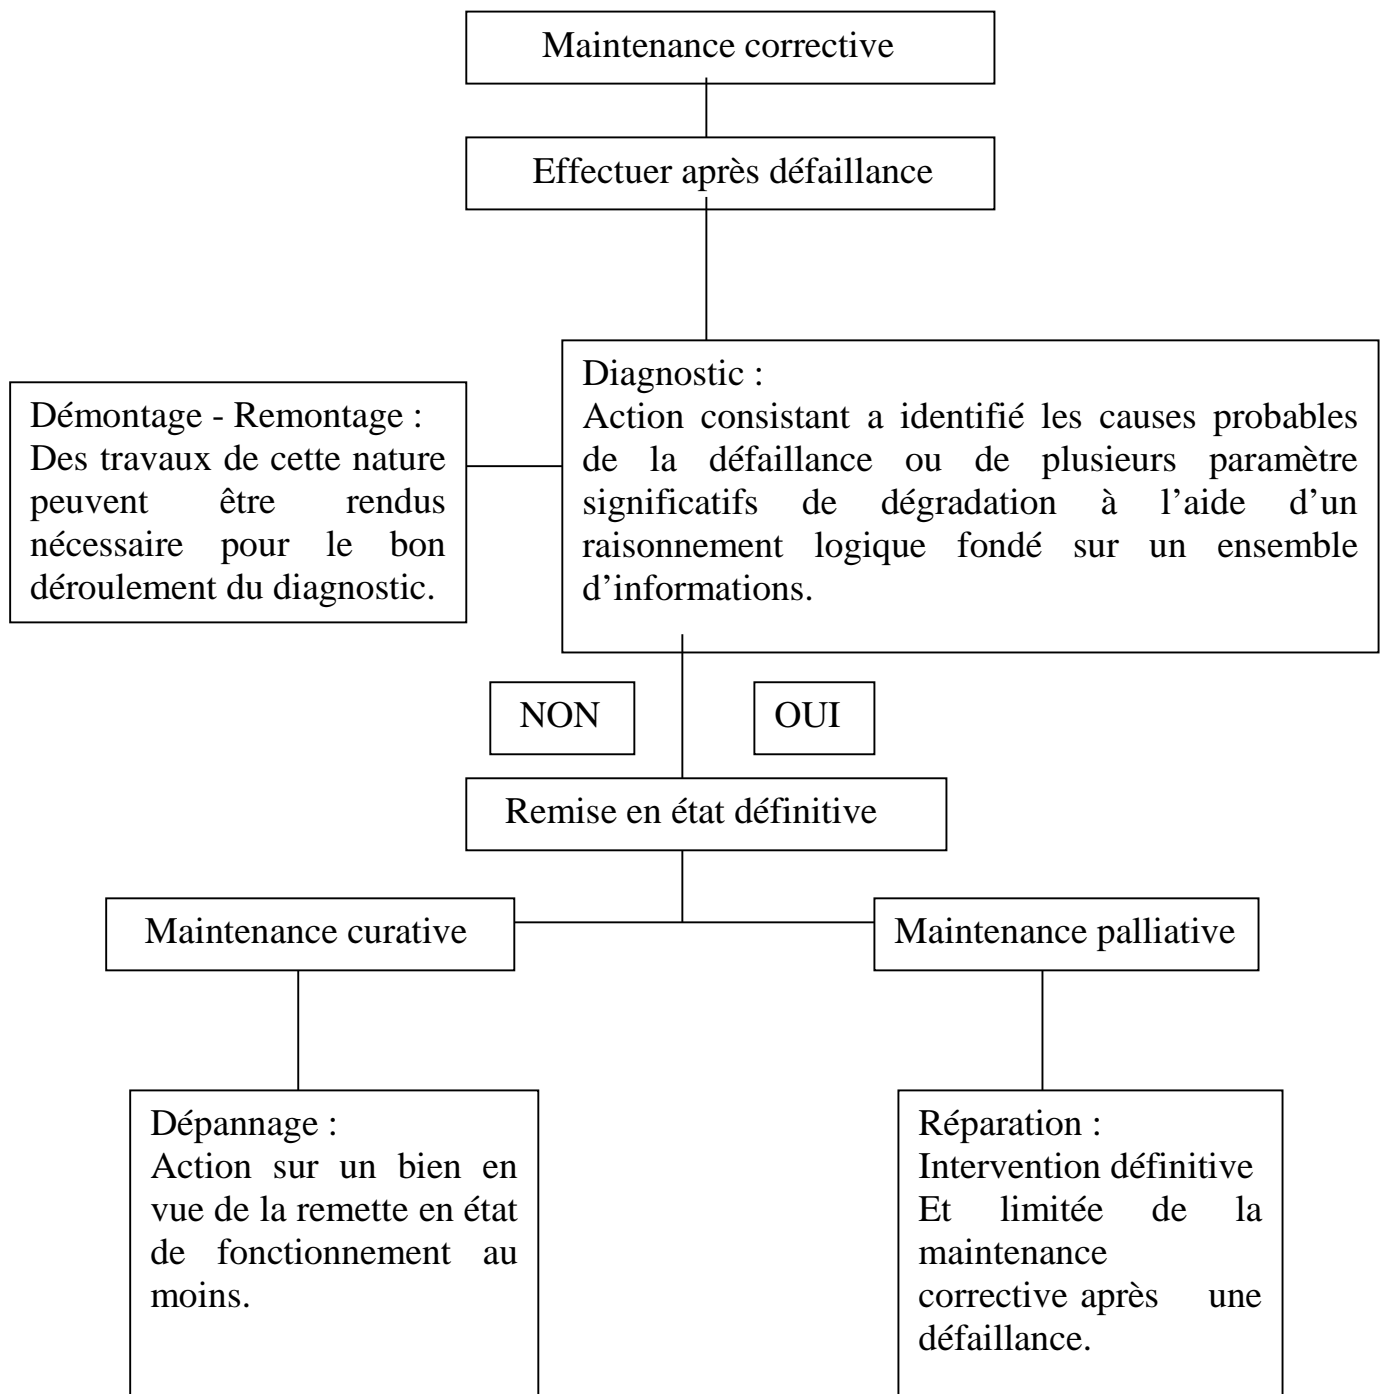 Maintenance corrective
Effectuer après défaillance
Démontage - Remontage :
Des travaux de cette nature
peuvent être rendus
nécessaire pour le bon
déroulement du diagnostic.
Diagnostic :
Action consistant a identifié les causes probables
de la défaillance ou de plusieurs paramètre
significatifs de dégradation à l’aide d’un
raisonnement logique fondé sur un ensemble
d’informations.
NON
OUI
Remise en état définitive
Maintenance curative
Maintenance palliative
Dépannage :
Action sur un bien en
vue de la remette en état
de fonctionnement au
moins.
Réparation :
Intervention définitive
Et limitée de la
maintenance
corrective après une
défaillance.